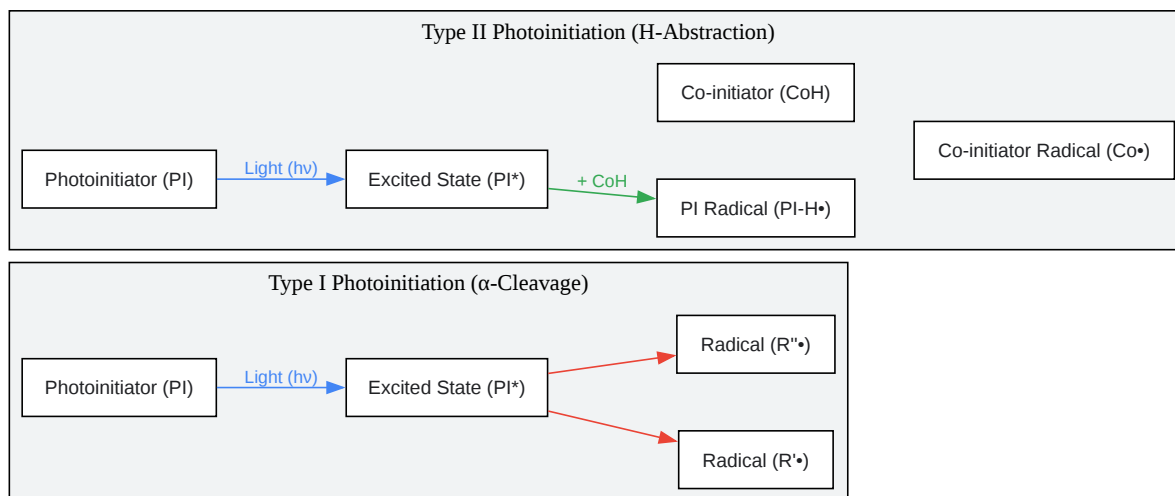 Type II Photoinitiation (H-Abstraction)
Co-initiator (CoH)
Co-initiator Radical (Co•)
Photoinitiator (PI)
Light (hν)
Excited State (PI*)
+ CoH
PI Radical (PI-H•)
Type I Photoinitiation (α-Cleavage)
Radical (R''•)
Photoinitiator (PI)
Light (hν)
Excited State (PI*)
Radical (R'•)